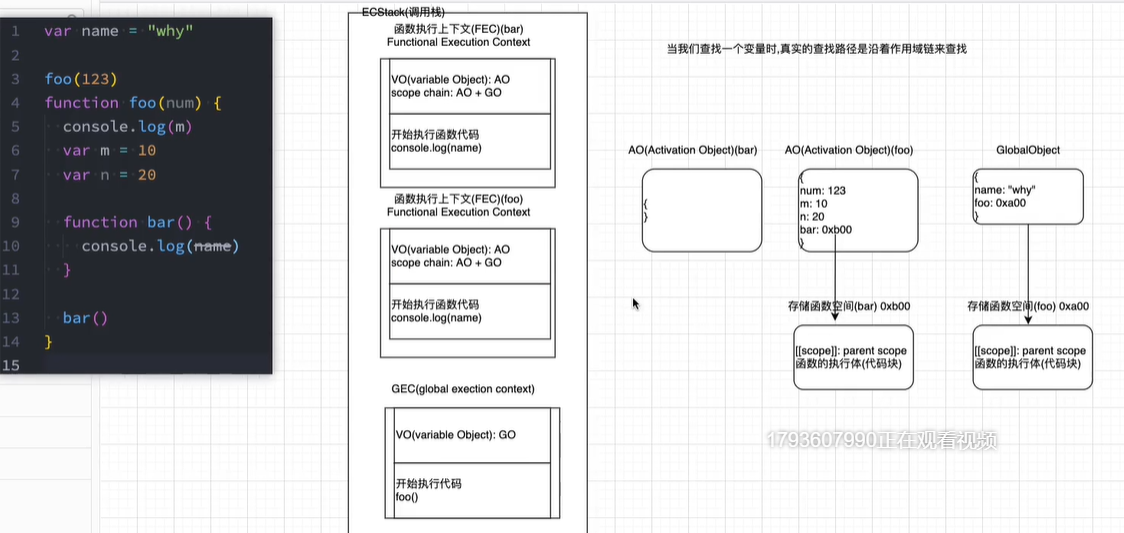 1 var name = "why"
2
3 foo(123)
4 function foo(num) {
5 console.log(m)
6 var m = 10
7 var n = 20
8
9 function bar() {
10 console.log(name)
11 }
12
13 bar()
14 }
15
ECStack(调用栈)
函数执行上下文(FEC)(bar)
Functional Execution Context
VO(variable Object): AO
scope chain: AO + GO
开始执行函数代码
console.log(name)
函数执行上下文(FEC)(foo)
Functional Execution Context
VO(variable Object): AO
scope chain: AO + GO
开始执行函数代码
console.log(name)
GEC(global exection context)
VO(variable Object): GO
开始执行代码
foo()
当我们查找一个变量时,真实的查找路径是沿着作用域链来查找
AO(Activation Object)(bar)
{
}
AO(Activation Object)(foo)
{
num: 123
m: 10
n: 20
bar: 0xb00
}
GlobalObject
{
name: "why"
foo: 0xa00
}
存储函数空间(bar) 0xb00
[[scope]]: parent scope
函数的执行体(代码块)
存储函数空间(foo) 0xa00
[[scope]]: parent scope
函数的执行体(代码块)
1793607990正在观看视频